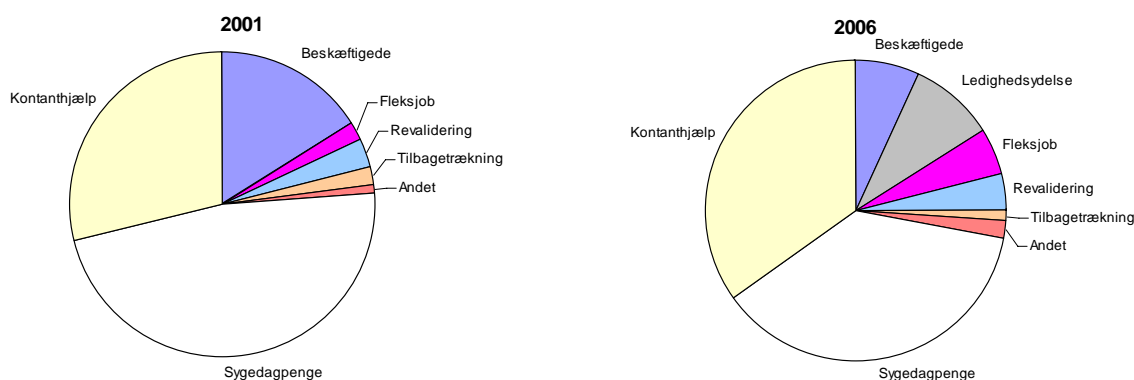 2001
Beskæftigede
Fleksjob
Revalidering
Tilbagetrækning
Andet
Sygedagpenge
Kontanthjælp
2006
Beskæftigede
Ledighedsydelse
Fleksjob
Revalidering
Tilbagetrækning
Andet
Sygedagpenge
Kontanthjælp